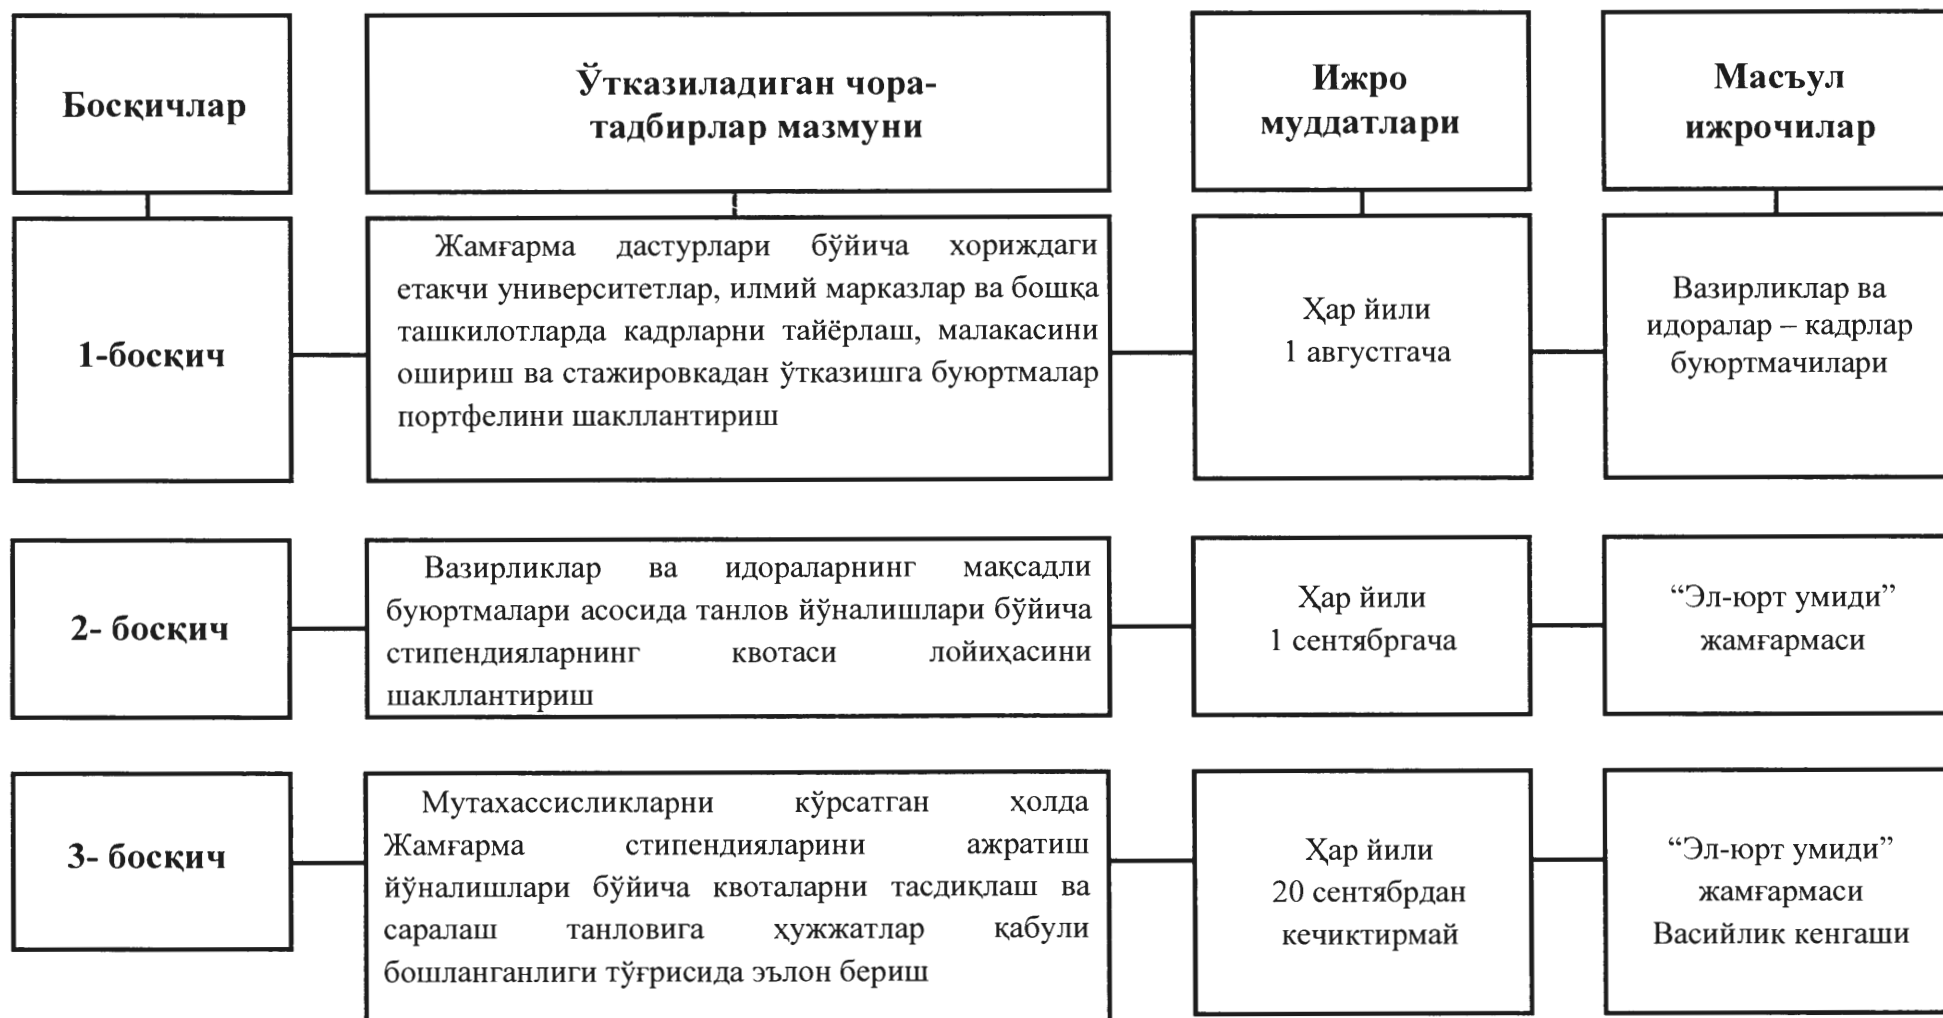 Босқичлар
Ўтказиладиган чора-
тадбирлар мазмуни
Ижро
муддатлари
Масъул
ижрочилар
1-босқич
Жамғарма дастурлари бўйича хориждаги
етакчи университетлар, илмий марказлар ва бошқа
ташкилотларда кадрларни тайёрлаш, малакасини
ошириш ва стажировкадан ўтказишга буюртмалар
портфелини шакллантириш
Ҳар йили
1 августгача
Вазирликлар ва
идоралар – кадрлар
буюртмачилари
2- босқич
Вазирликлар ва идораларнинг мақсадли
буюртмалари асосида танлов йўналишлари бўйича
стипендияларнинг квотаси лойиҳасини
шакллантириш
Ҳар йили
1 сентябргача
“Эл-юрт умиди”
жамғармаси
3- босқич
Мутахассисликларни кўрсатган ҳолда
Жамғарма стипендияларини ажратиш
йўналишлари бўйича квоталарни тасдиқлаш ва
саралаш танловига ҳужжатлар қабули
бошланганлиги тўғрисида эълон бериш
Ҳар йили
20 сентябрдан
кечиктирмай
“Эл-юрт умиди”
жамғармаси
Васийлик кенгаши